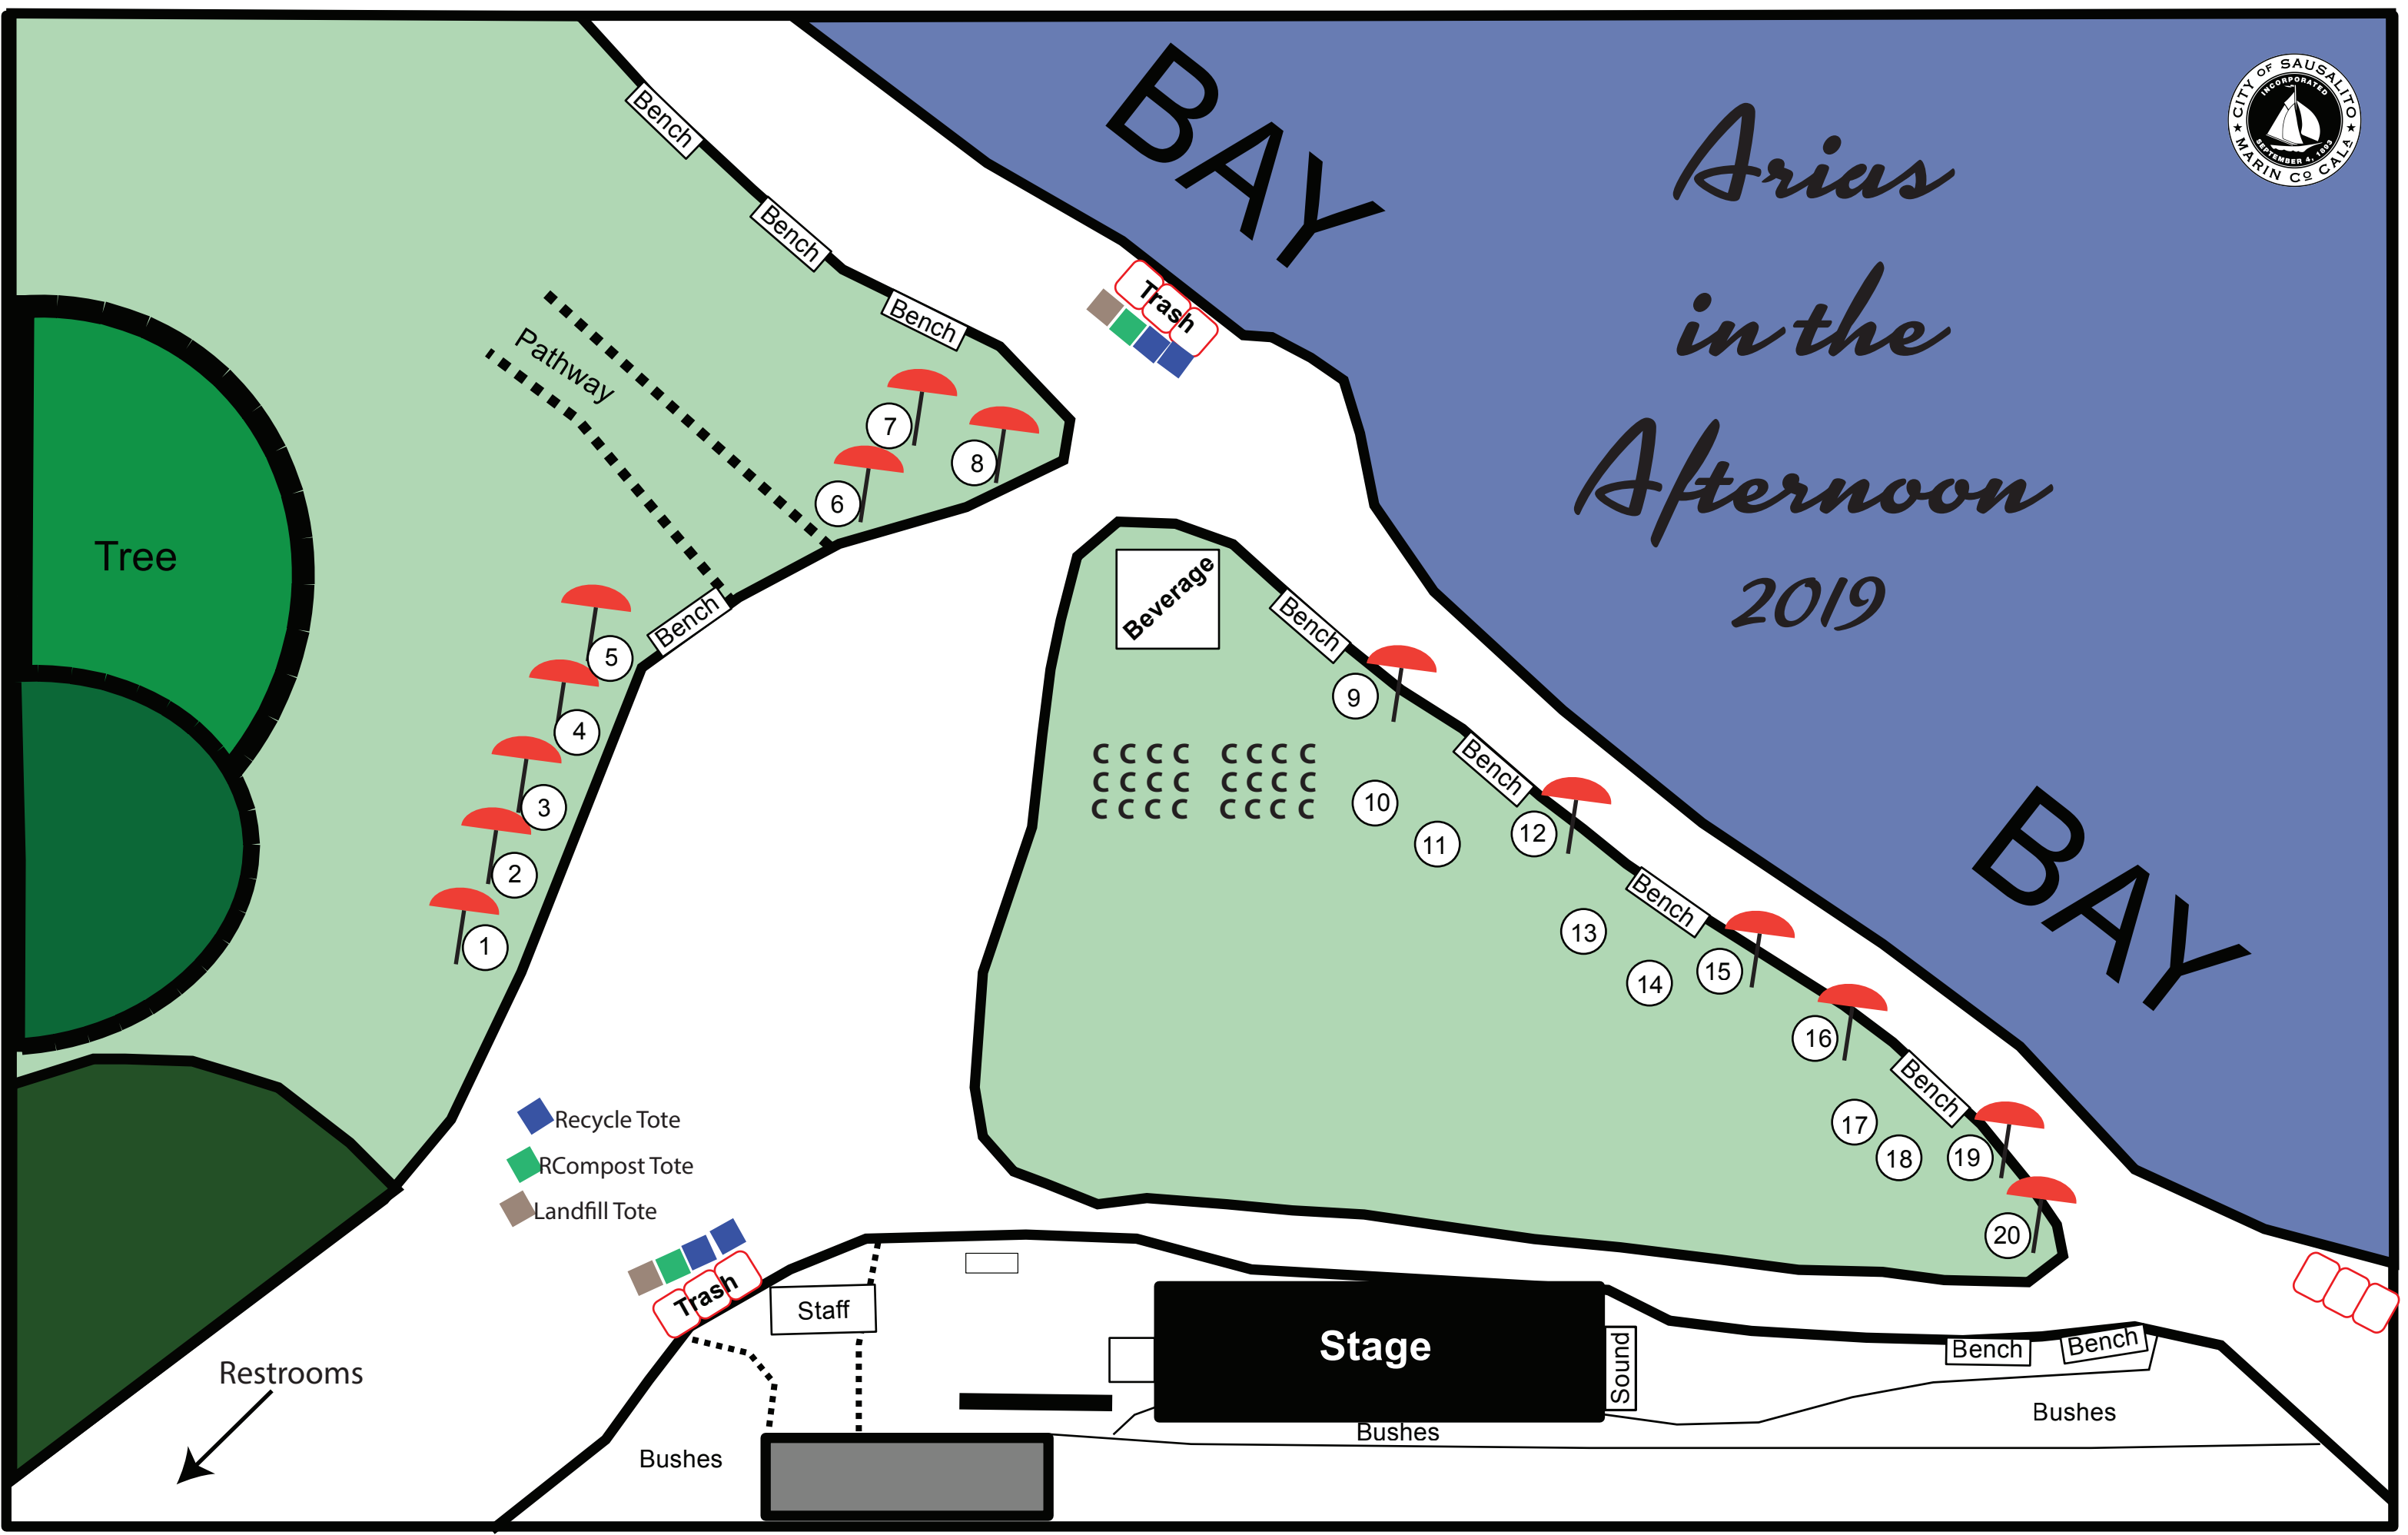 BAY
Arias
in the
Afternoon
2019
CITY OF SAUSALITO
INCORPORATED
SEPTEMBER 4, 1893
MARIN Co CALA
Bench
Bench
Bench
Trash
Pathway
7
8
6
Tree
Beverage
Bench
Bench
5
9
4
C C C C C C C C
C C C C C C C C
C C C C C C C C
Bench
3
10
11
12
2
Bench
BAY
13
1
15
14
16
Bench
Recycle Tote
17
RCompost Tote
18
19
Landfill Tote
20
Trash
Staff
Stage
Sound
Bench
Bench
Restrooms
Bushes
Bushes
Bushes